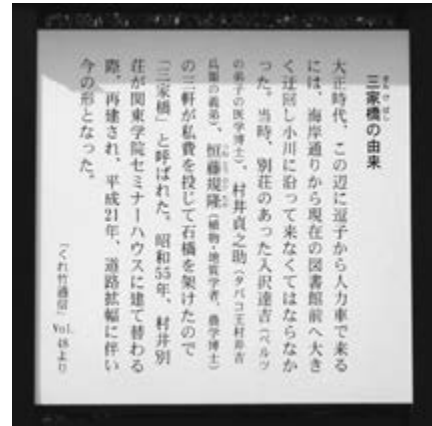 三家橋の由来
さんけばし
大正時代、この辺に逗子から人力車で来る
には、海岸通りから現在の図書館前へ大き
く迂回し小川に沿って来なくてはならなか
った。当時、別荘のあった入沢達吉(ベルツ
の弟子の医学博士)、村井貞之助(タバコ王村井吉
兵衛の義弟)、恒藤規隆(植物・地質学者、農学博士)
の三軒が私費を投じて石橋を架けたので
「三家橋」と呼ばれた。昭和55年、村井別
荘が関東学院セミナーハウスに建て替わる
際、再建され、平成21年、道路拡幅に伴い
今の形となった。
「くれ竹通信」Vol.48より